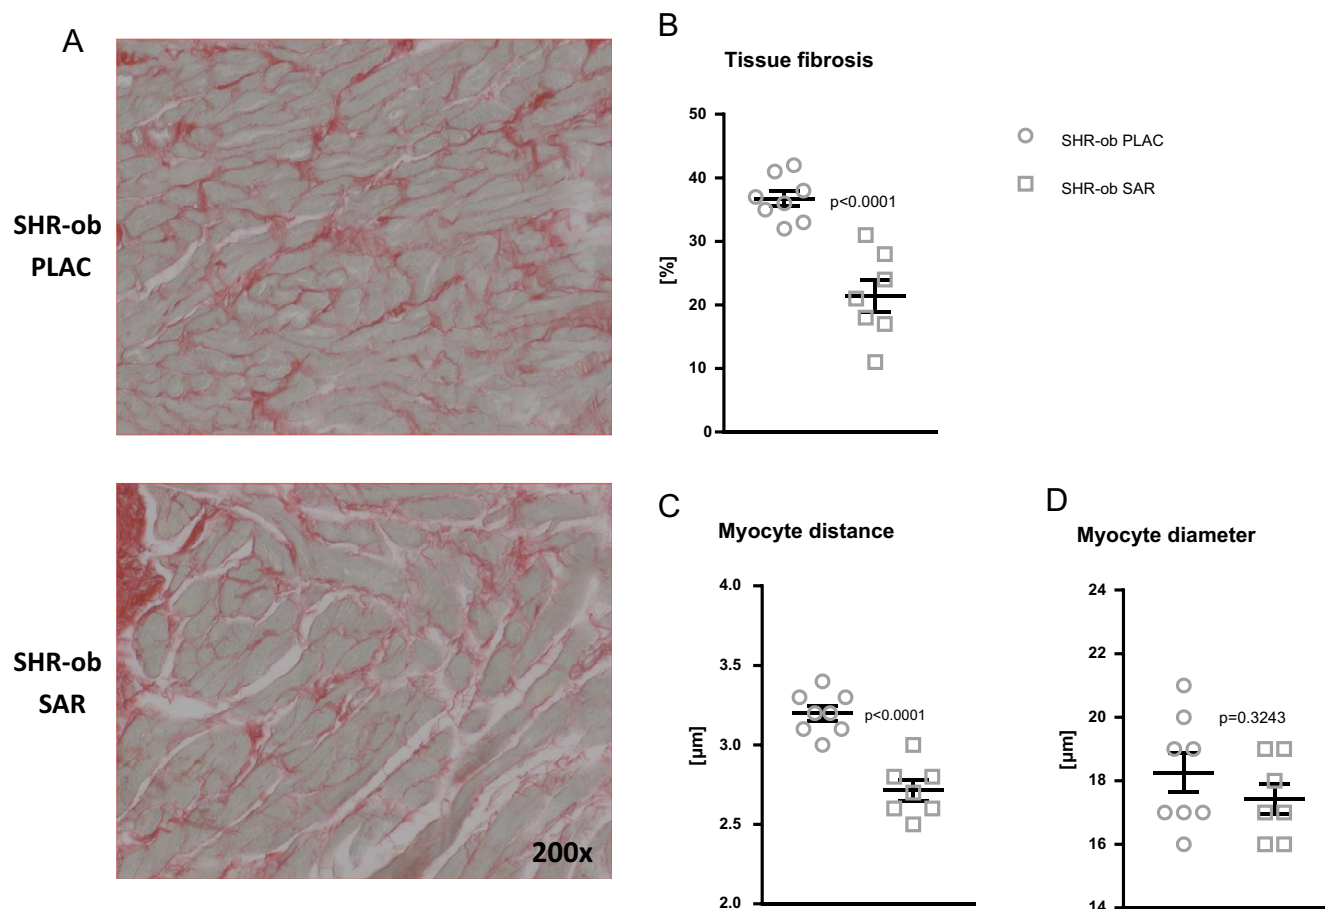 A
SHR-ob
PLAC
SHR-ob
SAR
200x
B
Tissue fibrosis
[%]
50
40
30
20
10
0
p<0.0001
SHR-ob PLAC
SHR-ob SAR
C
Myocyte distance
[µm]
4.0
3.5
3.0
2.5
2.0
p<0.0001
D
Myocyte diameter
[µm]
24
22
20
18
16
14
p=0.3243